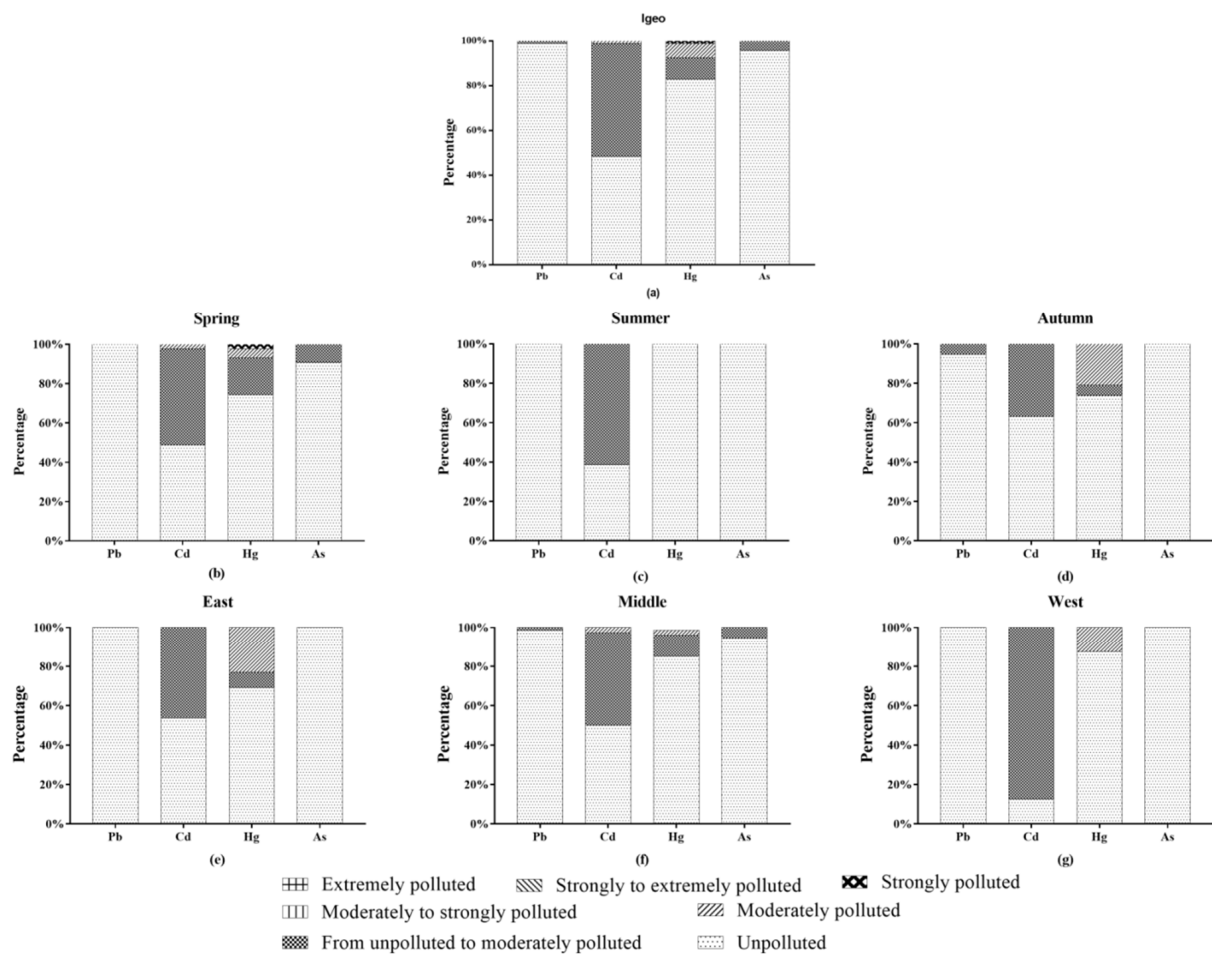 Igeo
100%
80%
60%
40%
20%
0%
Percentage
Pb Cd Hg As
(a)
Spring
100%
80%
60%
40%
20%
0%
Percentage
Pb Cd Hg As
(b)
Summer
100%
80%
60%
40%
20%
0%
Percentage
Pb Cd Hg As
(c)
Autumn
100%
80%
60%
40%
20%
0%
Percentage
Pb Cd Hg As
(d)
East
100%
80%
60%
40%
20%
0%
Percentage
Pb Cd Hg As
(e)
Middle
100%
80%
60%
40%
20%
0%
Percentage
Pb Cd Hg As
(f)
West
100%
80%
60%
40%
20%
0%
Percentage
Pb Cd Hg As
(g)
Extremely polluted Strongly to extremely polluted Strongly polluted
Moderately to strongly polluted Moderately polluted
From unpolluted to moderately polluted Unpolluted